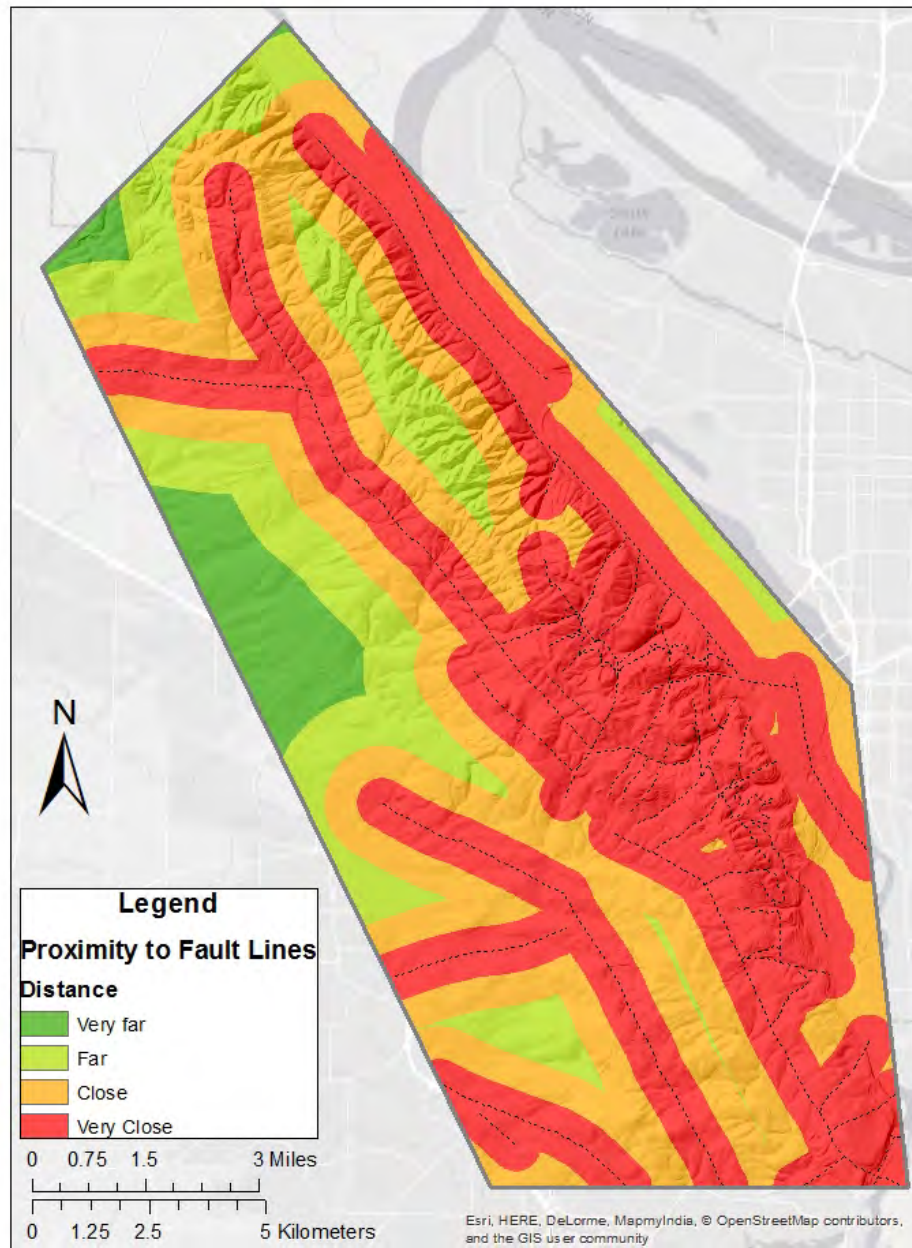 N
Legend
Proximity to Fault Lines
Distance
Very far
Far
Close
Very Close
0 0.75 1.5 3 Miles
0 1.25 2.5 5 Kilometers
Esri, HERE, DeLorme, MapmyIndia, © OpenStreetMap contributors,
and the GIS user community